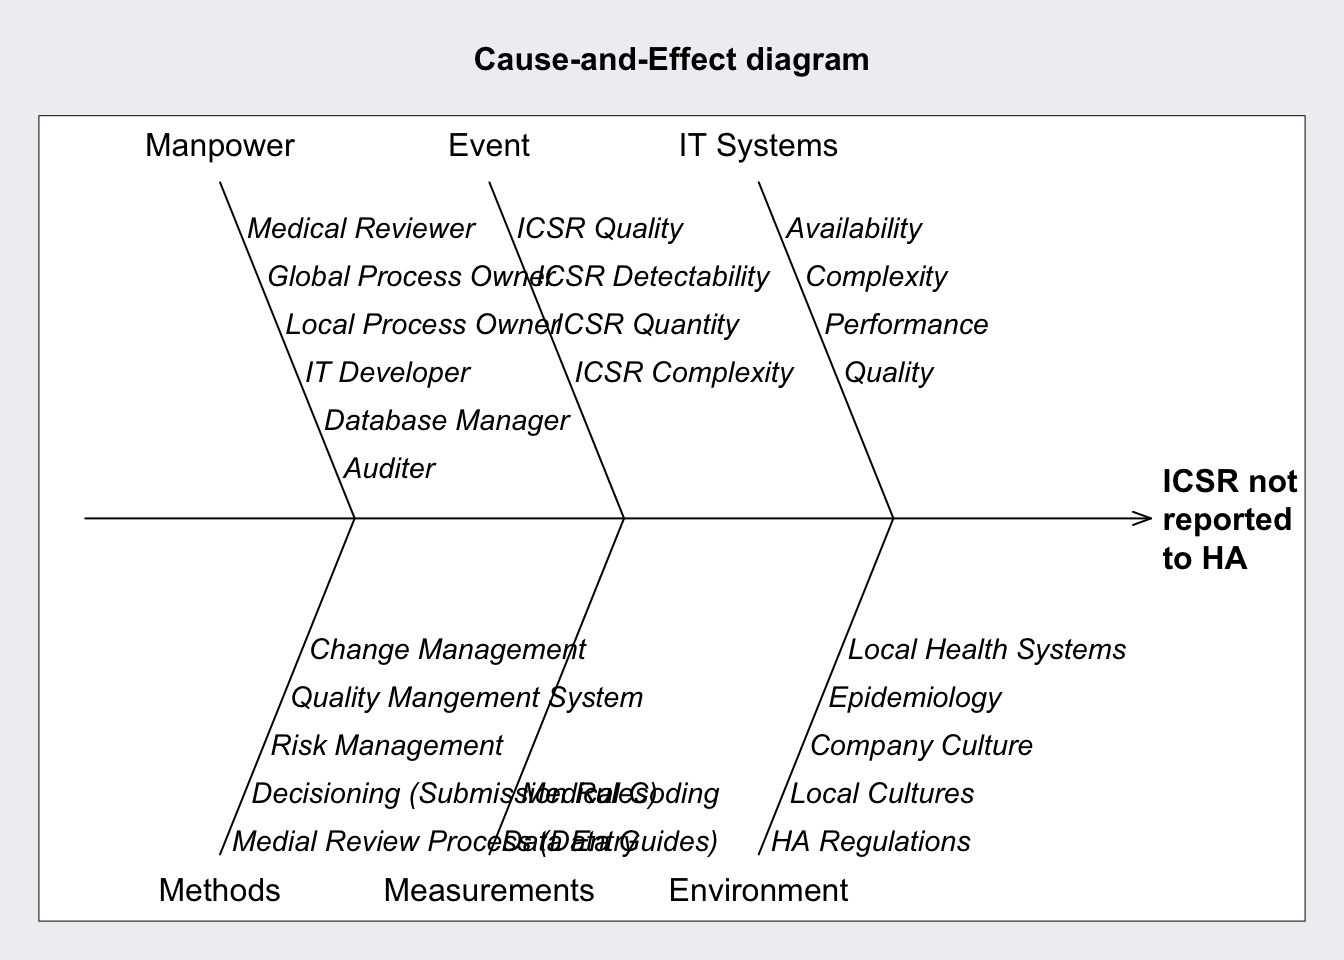 Cause-and-Effect diagram
Manpower
Medical Reviewer
Global Process Owner
Local Process Owner
IT Developer
Database Manager
Auditer
Event
ICSR Quality
ICSR Detectability
ICSR Quantity
ICSR Complexity
IT Systems
Availability
Complexity
Performance
Quality
ICSR not
reported
to HA
Change Management
Quality Mangement System
Risk Management
Decisioning (Submission Rules)
Medial Review Process (Data Guides)
Methods
Medical Coding
Data Entry
Measurements
Local Health Systems
Epidemiology
Company Culture
Local Cultures
HA Regulations
Environment